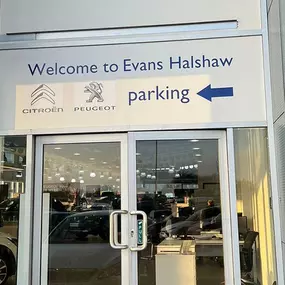 Welcome to Evans Halshaw
CITROËN PEUGEOT parking